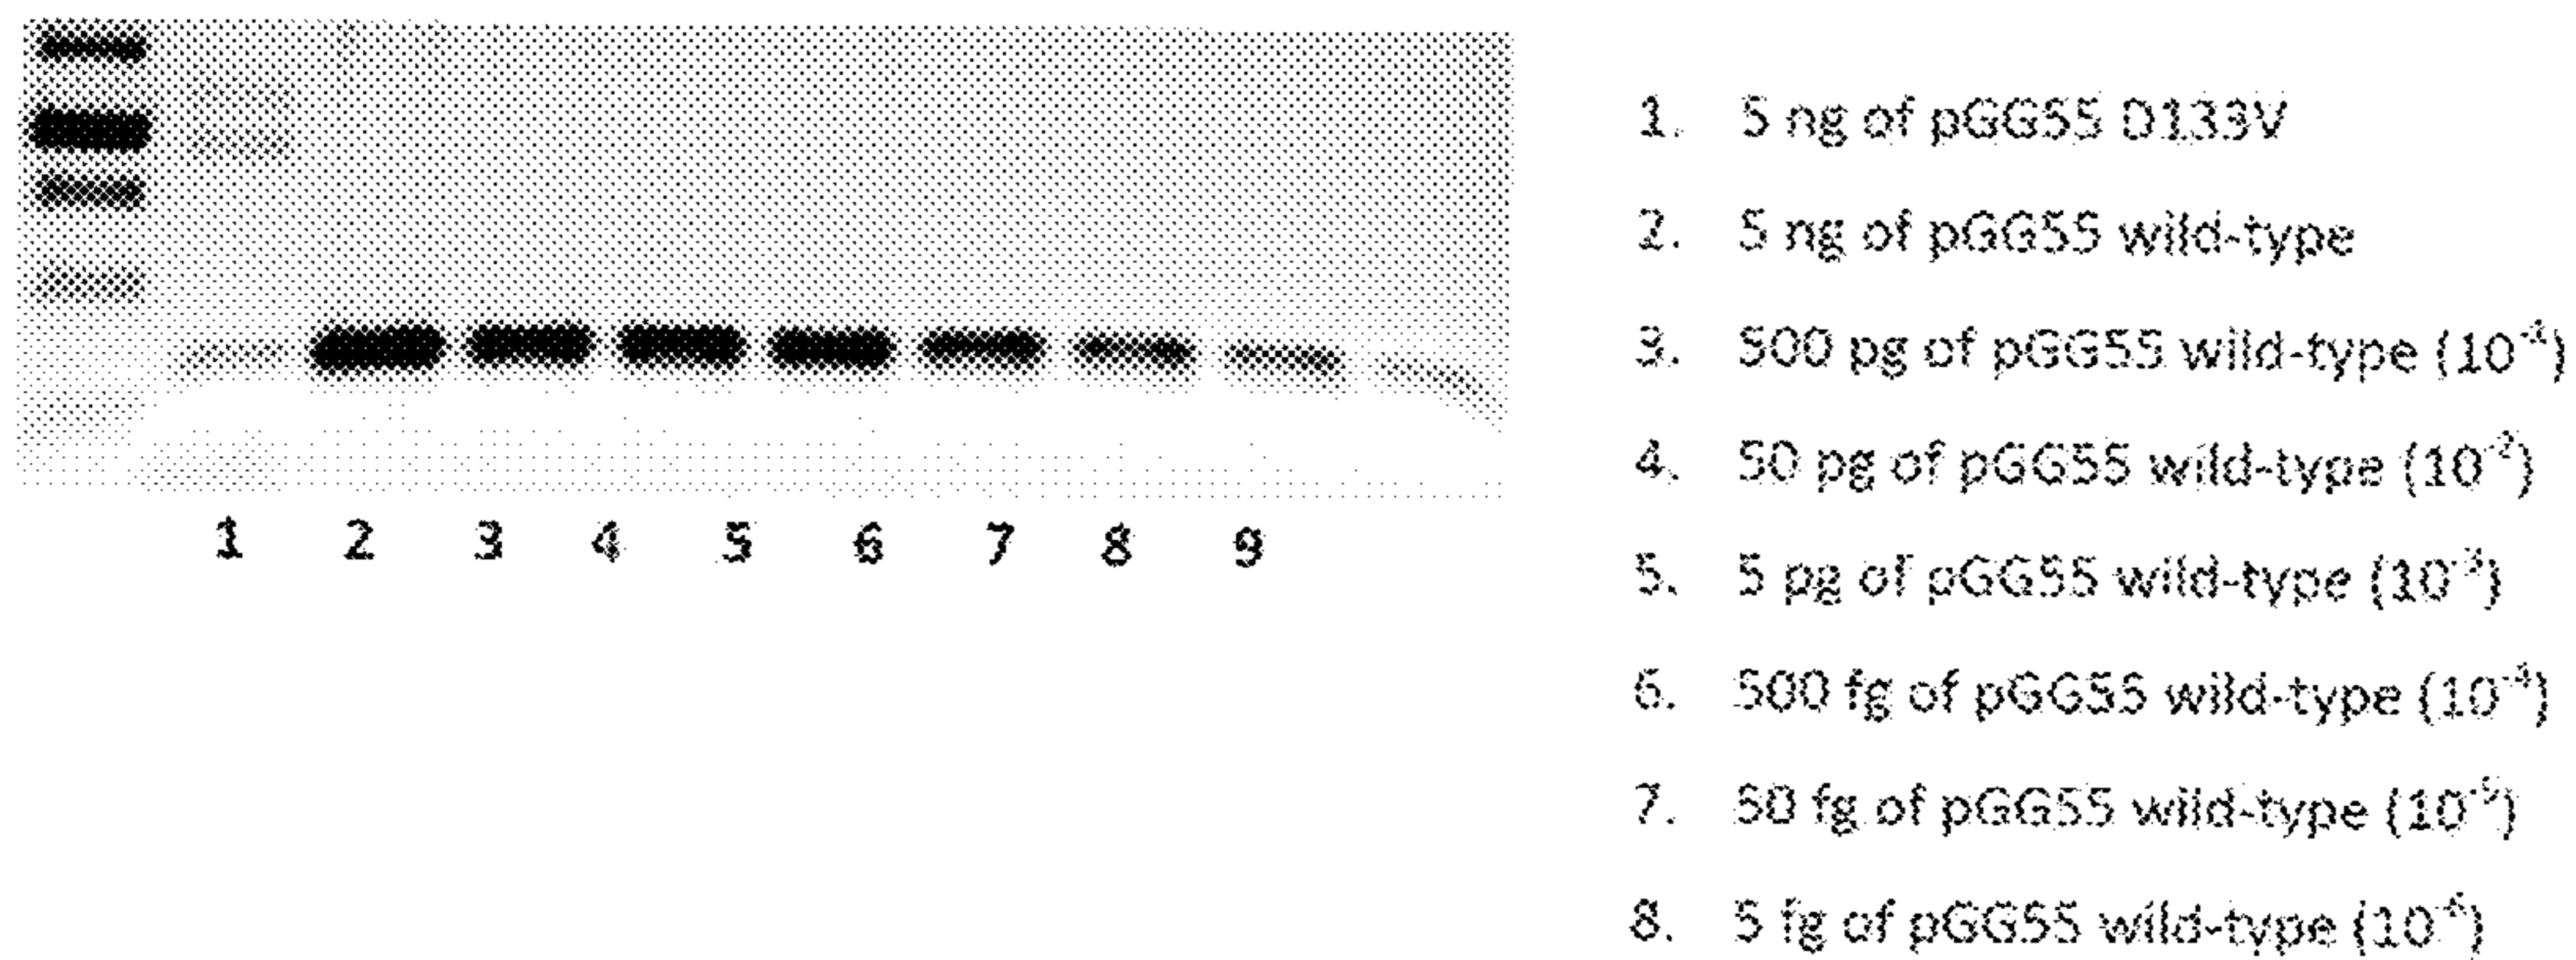 1 2 3 4 5 6 7 8 9
1. 5 ng of pGG55 D133V
2. 5 ng of pGG55 wild-type
3. 500 pg of pGG55 wild-type
4. 50 pg of pGG55 wild-type (10⁻²)
5. 5 pg of pGG55 wild-type (10⁻³)
6. 500 fg of pGG55 wild-type (10⁻⁴)
7. 50 fg of pGG55 wild-type (10⁻⁵)
8. 5 fg of pGG55 wild-type (10⁻⁶)